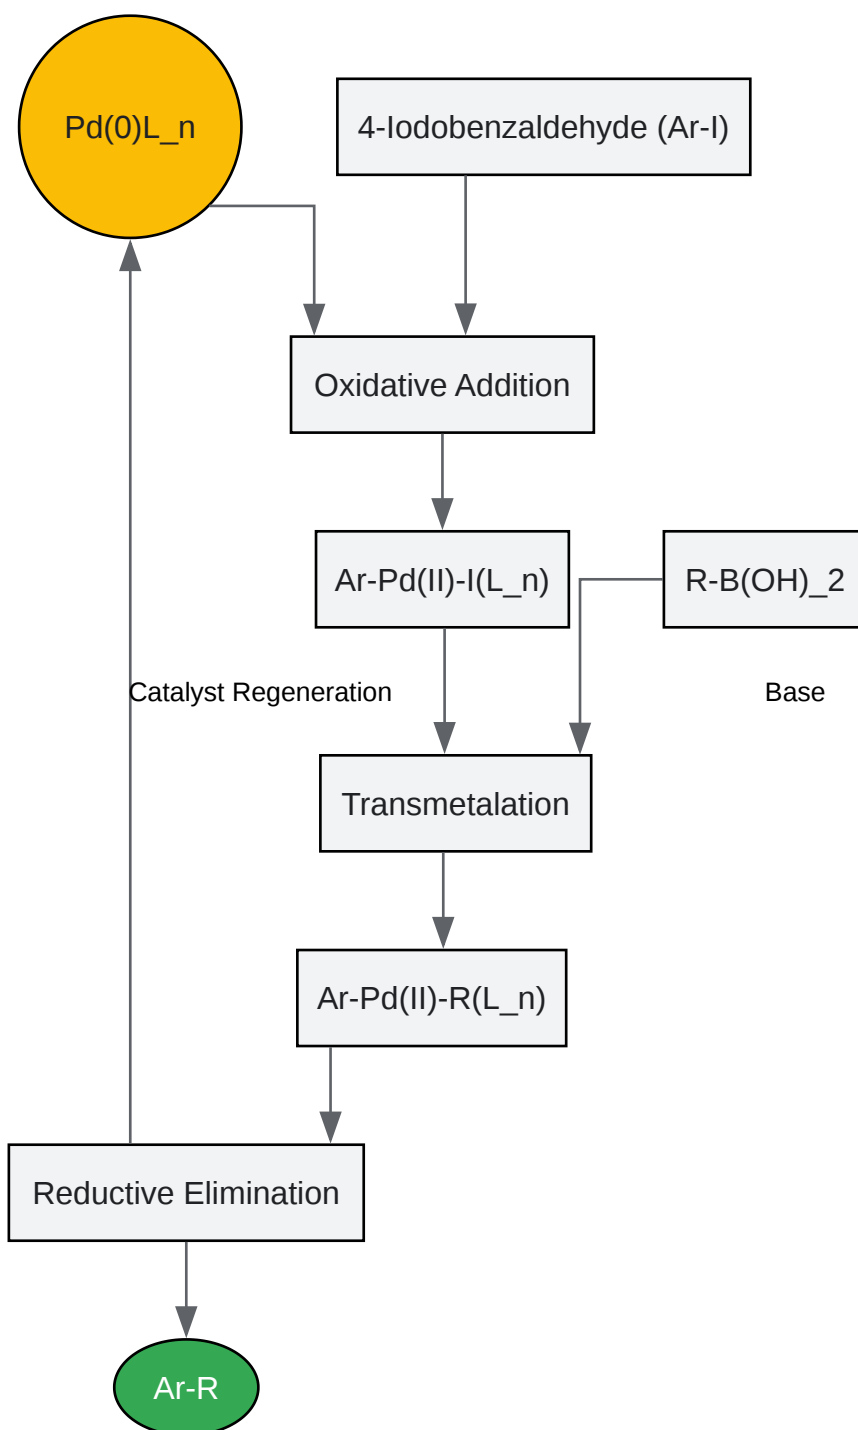 Pd(0)L_n
4-Iodobenzaldehyde (Ar-I)
Oxidative Addition
Ar-Pd(II)-I(L_n)
R-B(OH)_2
Catalyst Regeneration
Base
Transmetalation
Ar-Pd(II)-R(L_n)
Reductive Elimination
Ar-R